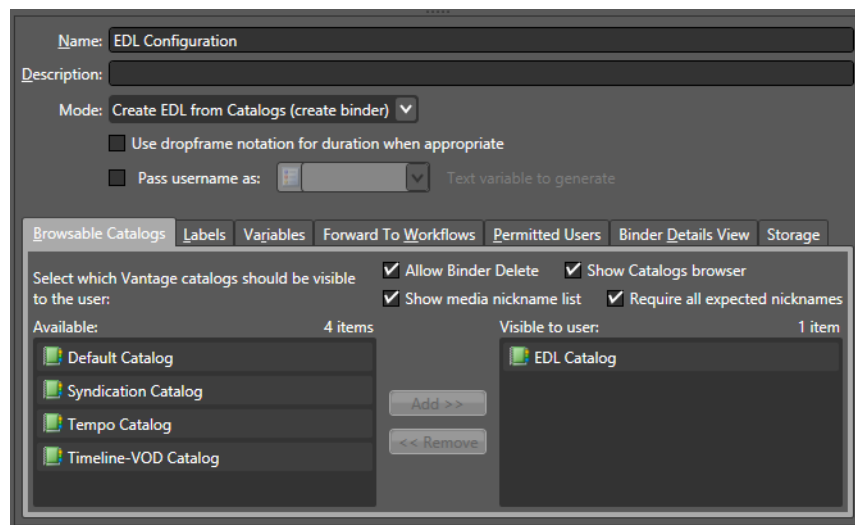 Name: EDL Configuration
Description:
Mode: Create EDL from Catalogs (create binder)
Use dropframe notation for duration when appropriate
Pass username as: Text variable to generate
Browsable Catalogs Labels Variables Forward To Workflows Permitted Users Binder Details View Storage
Select which Vantage catalogs should be visible
to the user:
Allow Binder Delete Show Catalogs browser
Show media nickname list Require all expected nicknames
Available: 4 items Visible to user: 1 item
Default Catalog EDL Catalog
Syndication Catalog
Add >>
Tempo Catalog
<< Remove
Timeline-VOD Catalog